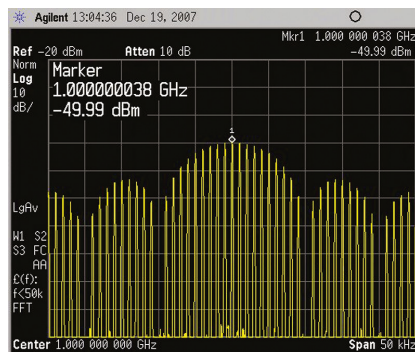 Agilent 13:04:36 Dec 19, 2007
Mkr1 1.000 000 038 GHz
Ref -20 dBm Atten 10 dB -49.99 dBm
Norm
Log
10
dB/
Marker
1.000000038 GHz
-49.99 dBm
1
LgAv
W1 S2
S3 FC
AA
£(f):
f<50k
FFT
Center 1.000 000 000 GHz Span 50 kHz